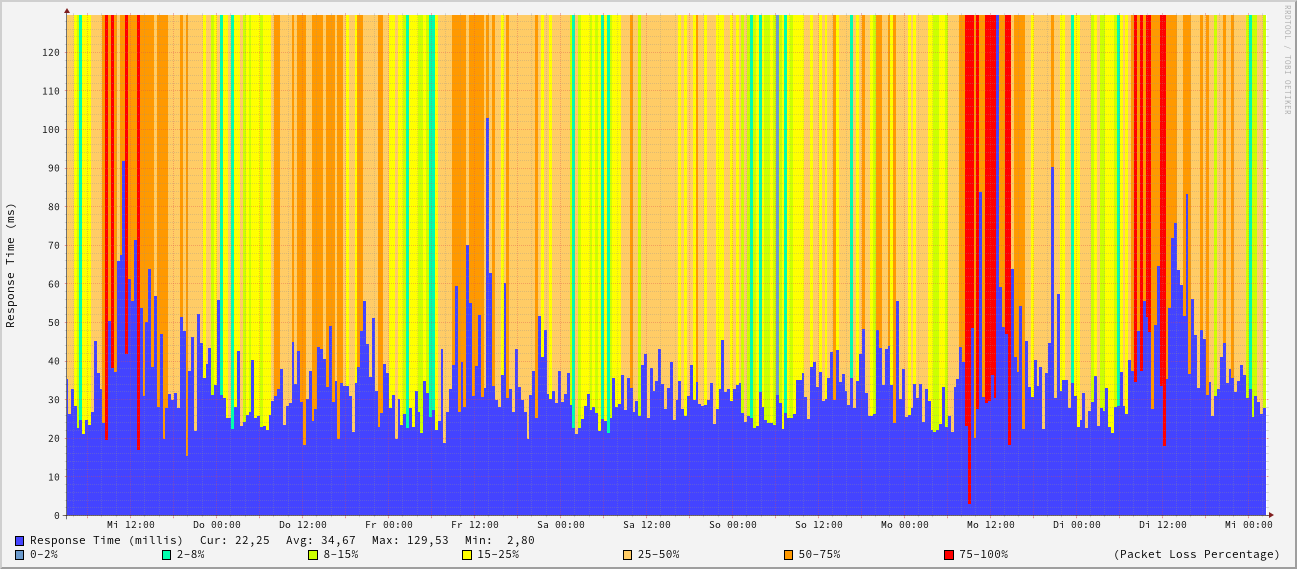 RRDTOOL / TOBI OETIKER
Response Time (ms)
120
110
100
90
80
70
60
50
40
30
20
10
0
Mi 12:00 Do 00:00 Do 12:00 Fr 00:00 Fr 12:00 Sa 00:00 Sa 12:00 So 00:00 So 12:00 Mo 00:00 Mo 12:00 Di 00:00 Di 12:00 Mi 00:00
Response Time (millis) Cur: 22,25 Avg: 34,67 Max: 129,53 Min: 2,80
0-2% 2-8% 8-15% 15-25% 25-50% 50-75% 75-100% (Packet Loss Percentage)